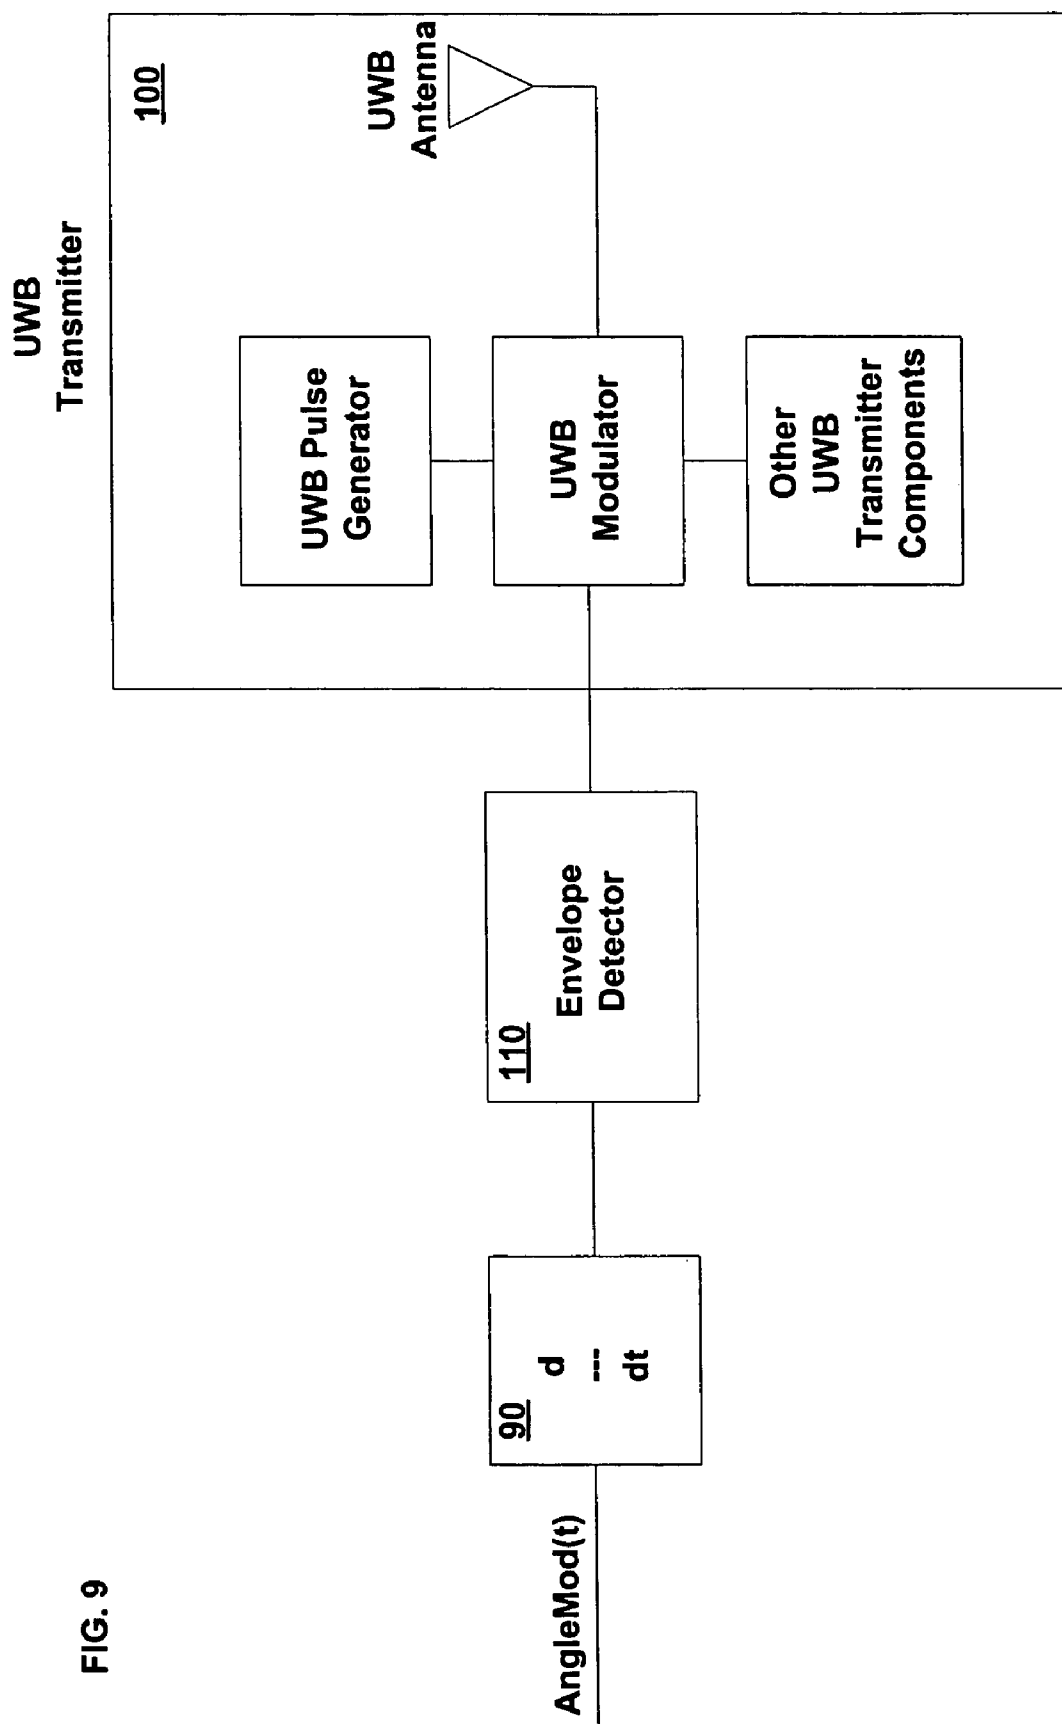 FIG. 9
AngleMod(t)
90
d
---
dt
110
Envelope
Detector
UWB
Transmitter
100
UWB Pulse
Generator
UWB
Modulator
Other
UWB
Transmitter
Components
UWB
Antenna